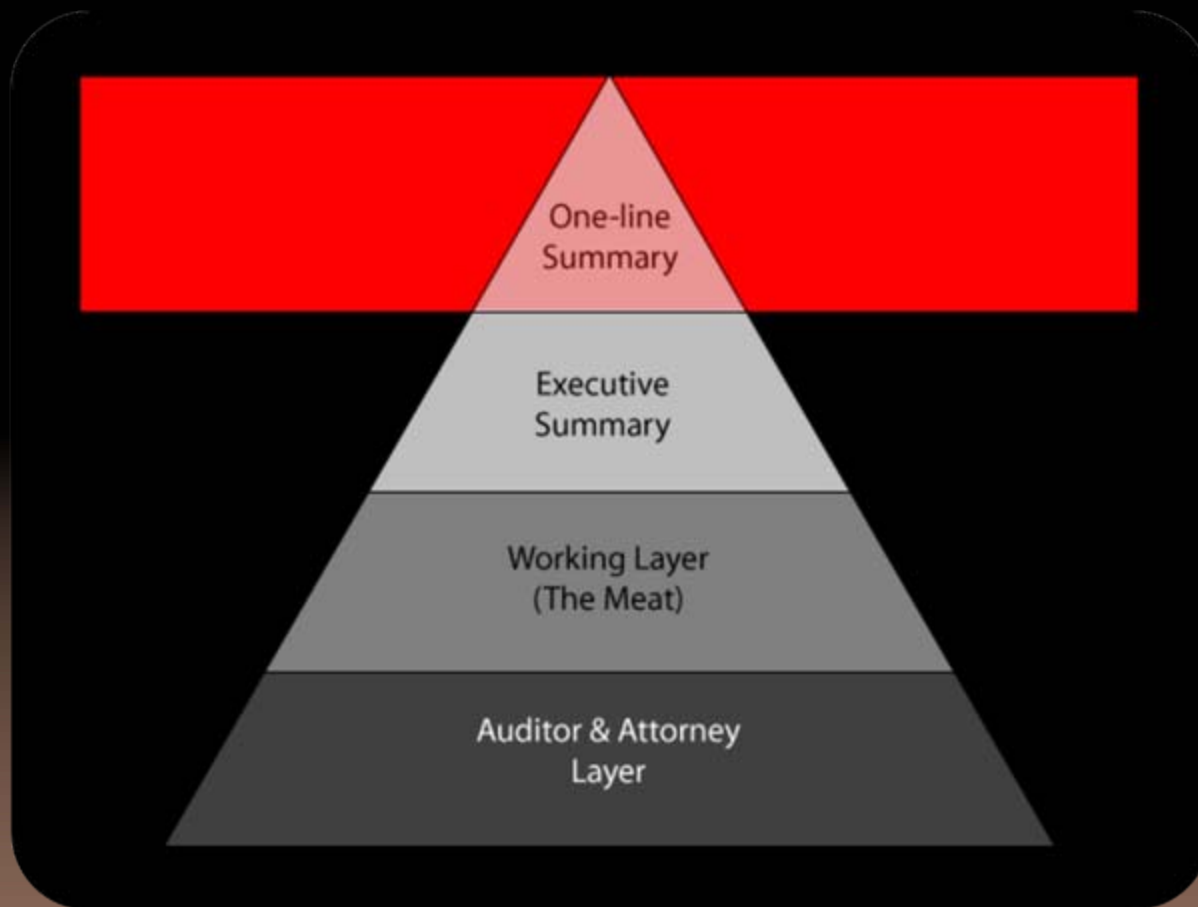 One-line
Summary
Executive
Summary
Working Layer
(The Meat)
Auditor & Attorney
Layer